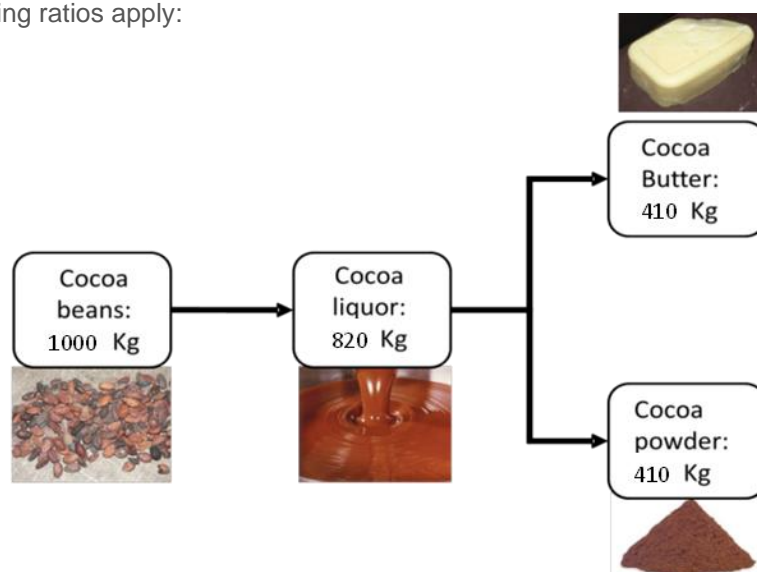 ing ratios apply:
Cocoa
Butter:
410 Kg
Cocoa
beans:
1000 Kg
Cocoa
liquor:
820 Kg
Cocoa
powder:
410 Kg